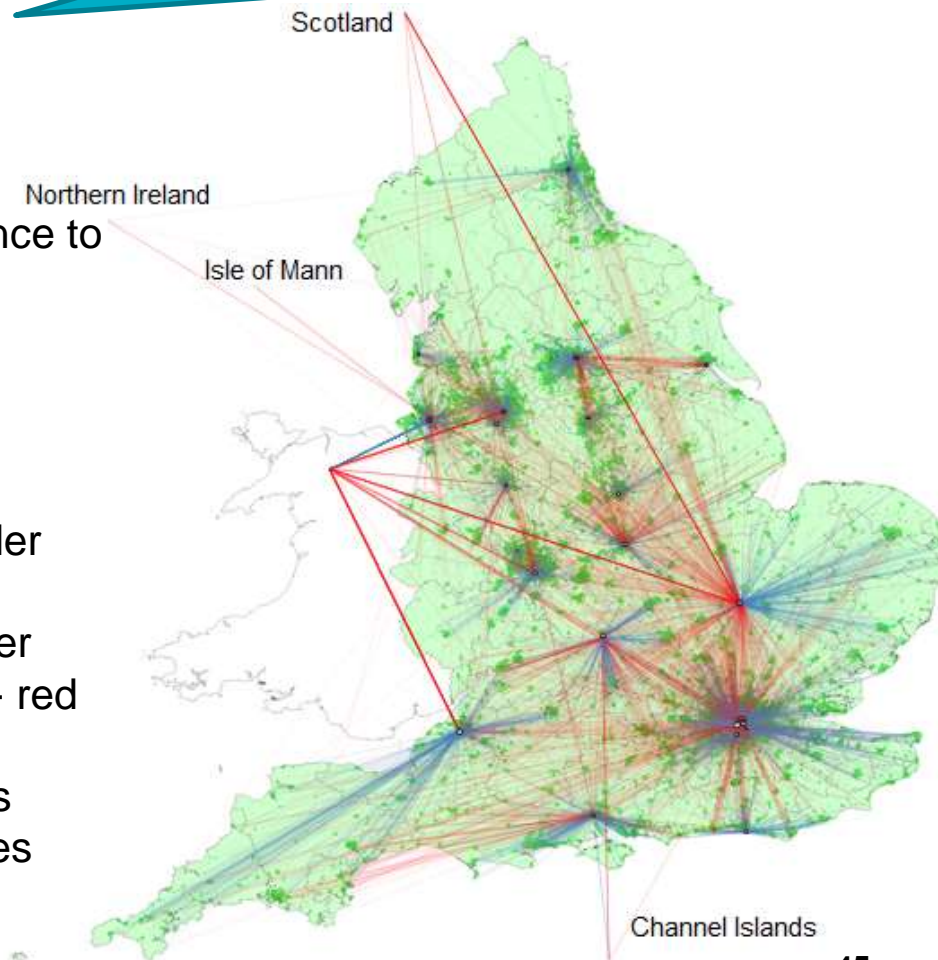 Scotland
Northern Ireland
nce to
Isle of Mann
ler
er
- red
s
es
Channel Islands